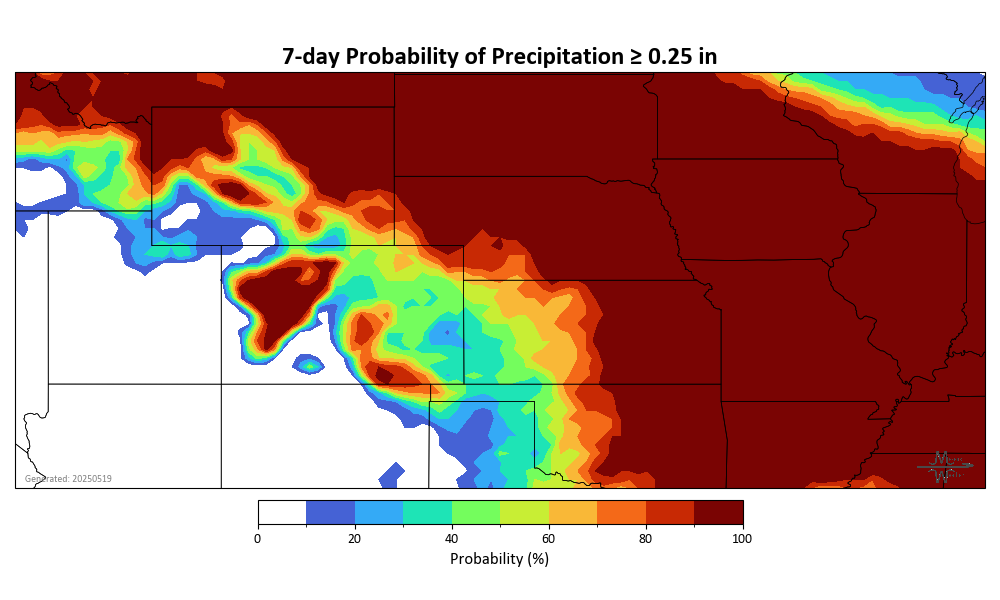 7-day Probability of Precipitation ≥ 0.25 in
Generated: 20250519
0 20 40 60 80 100
Probability (%)